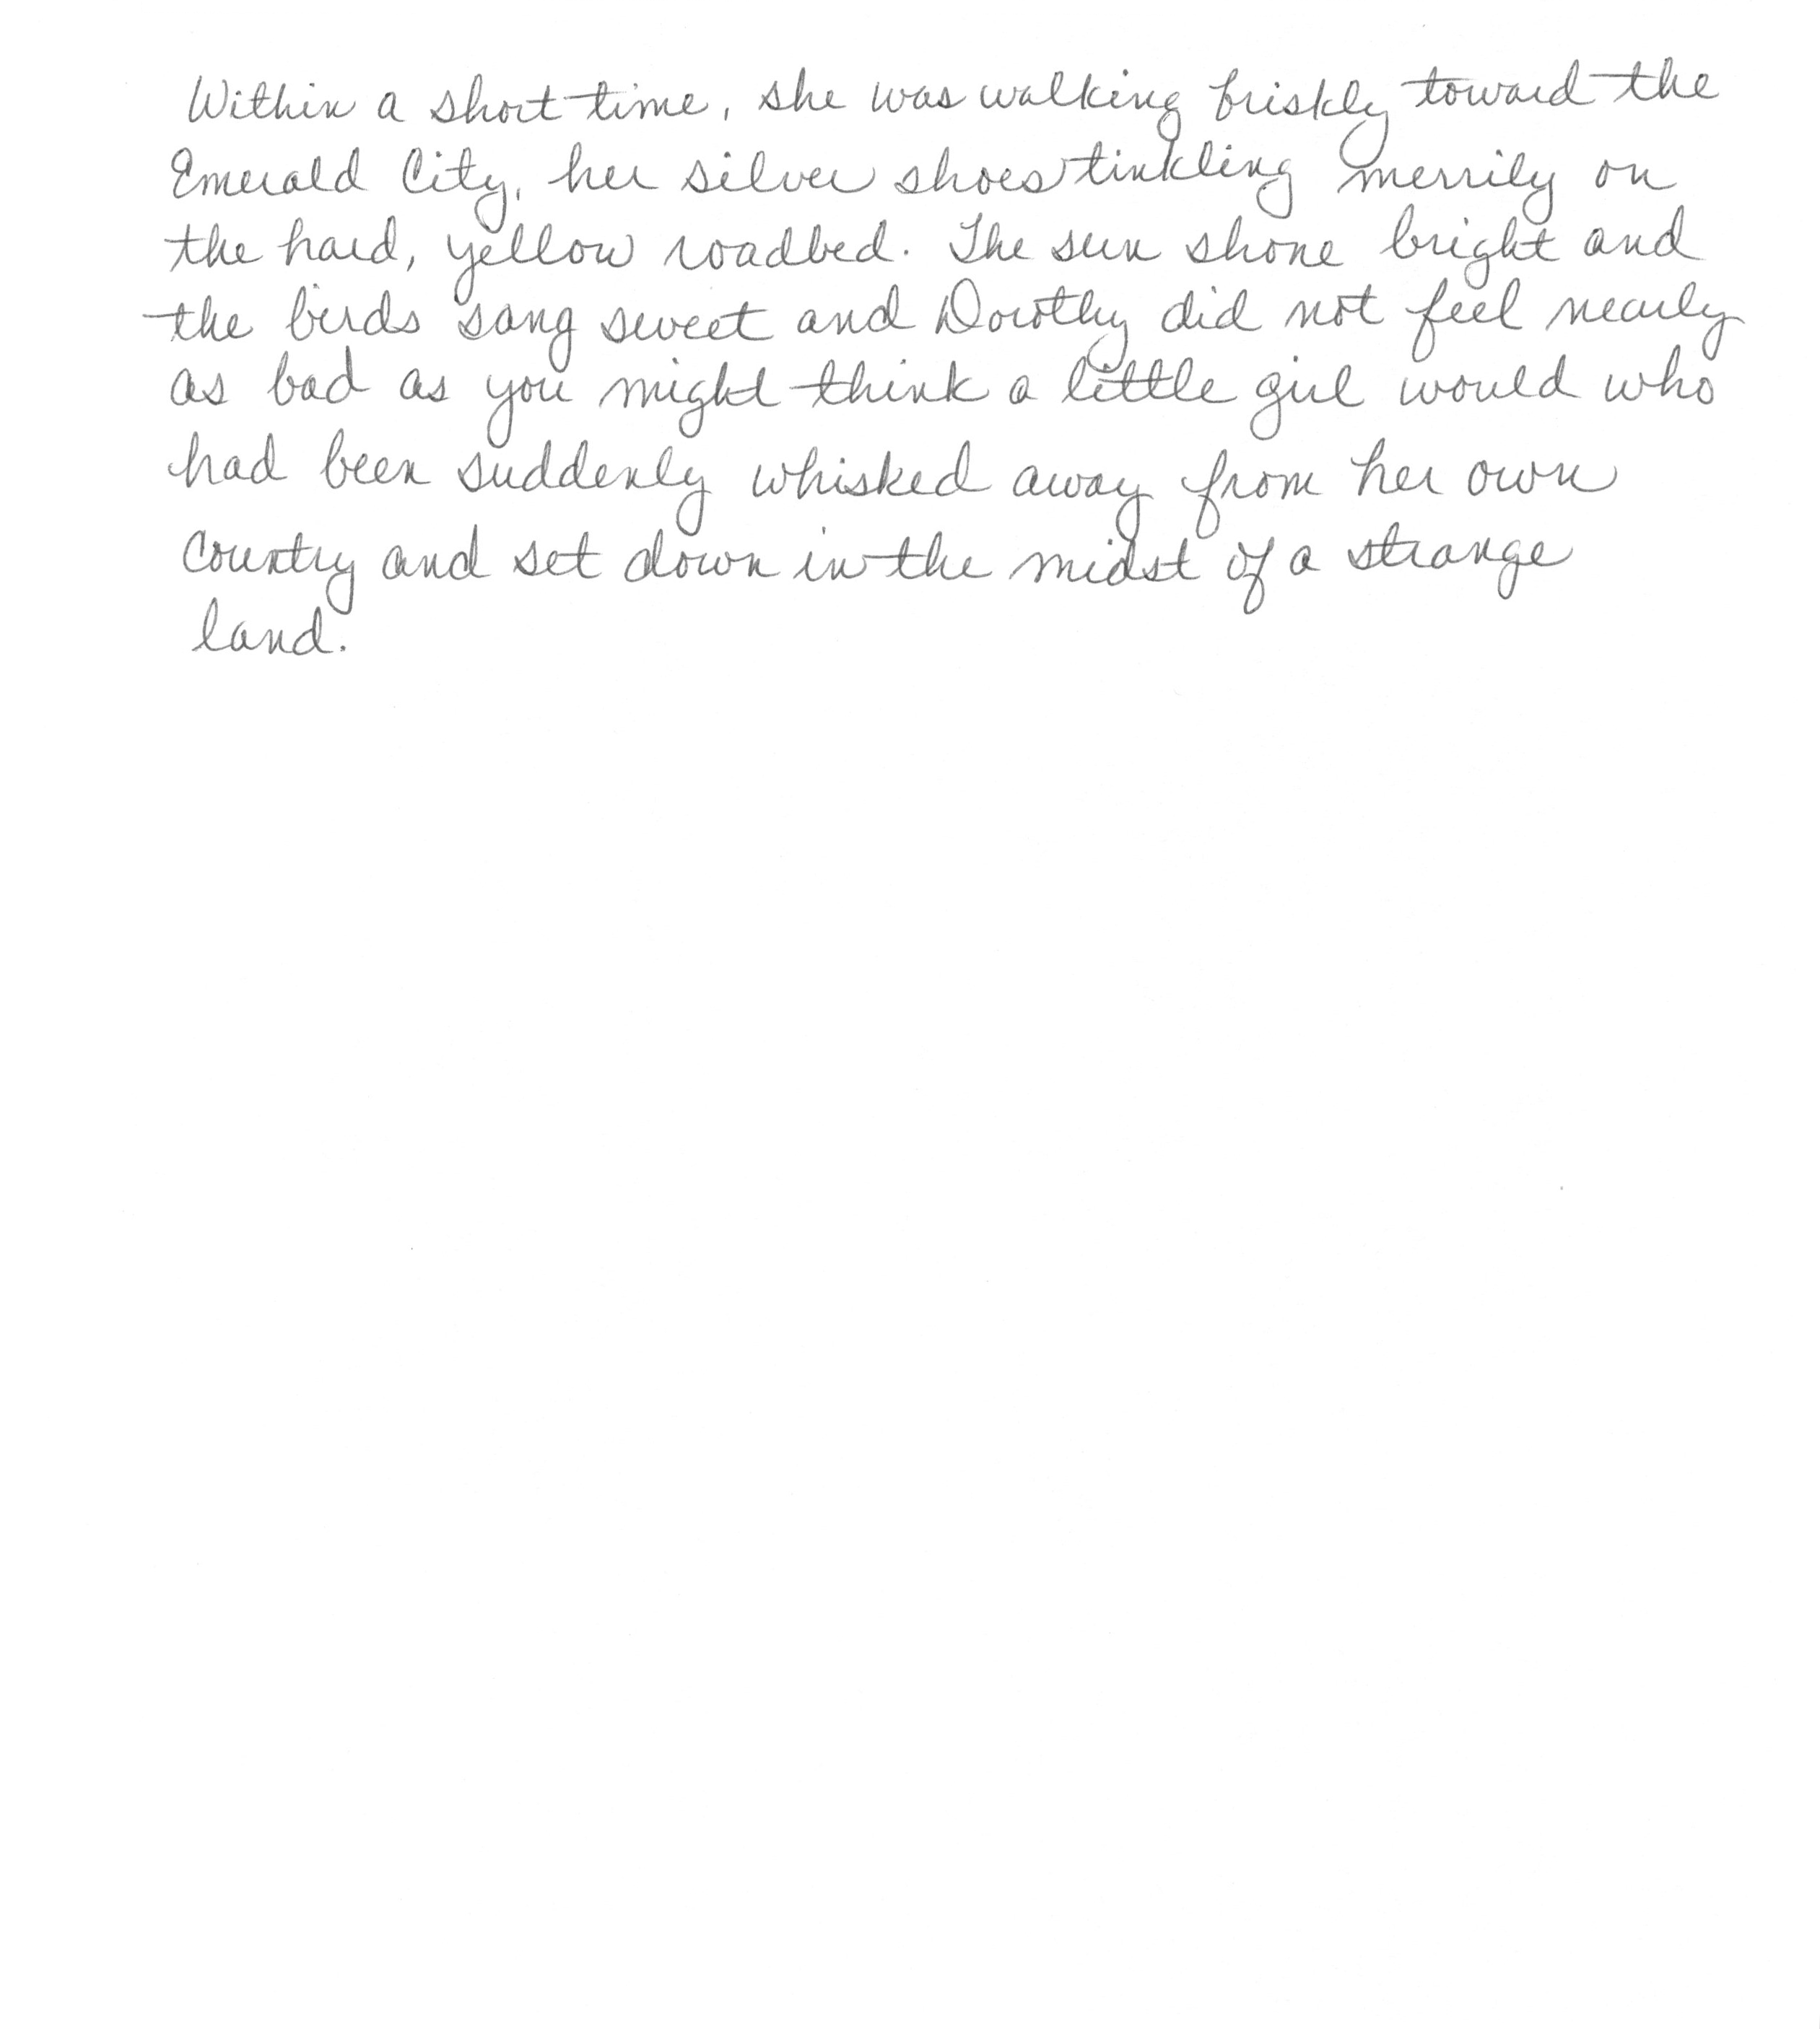 Within a short time, she was walking briskly toward the
Emerald City, her silver shoes tinkling merrily on
the hard, yellow roadbed. The sun shone bright and
the birds sang sweet and Dorothy did not feel nearly
as bad as you might think a little girl would who
had been suddenly whisked away from her own
country and set down in the midst of a strange
land.